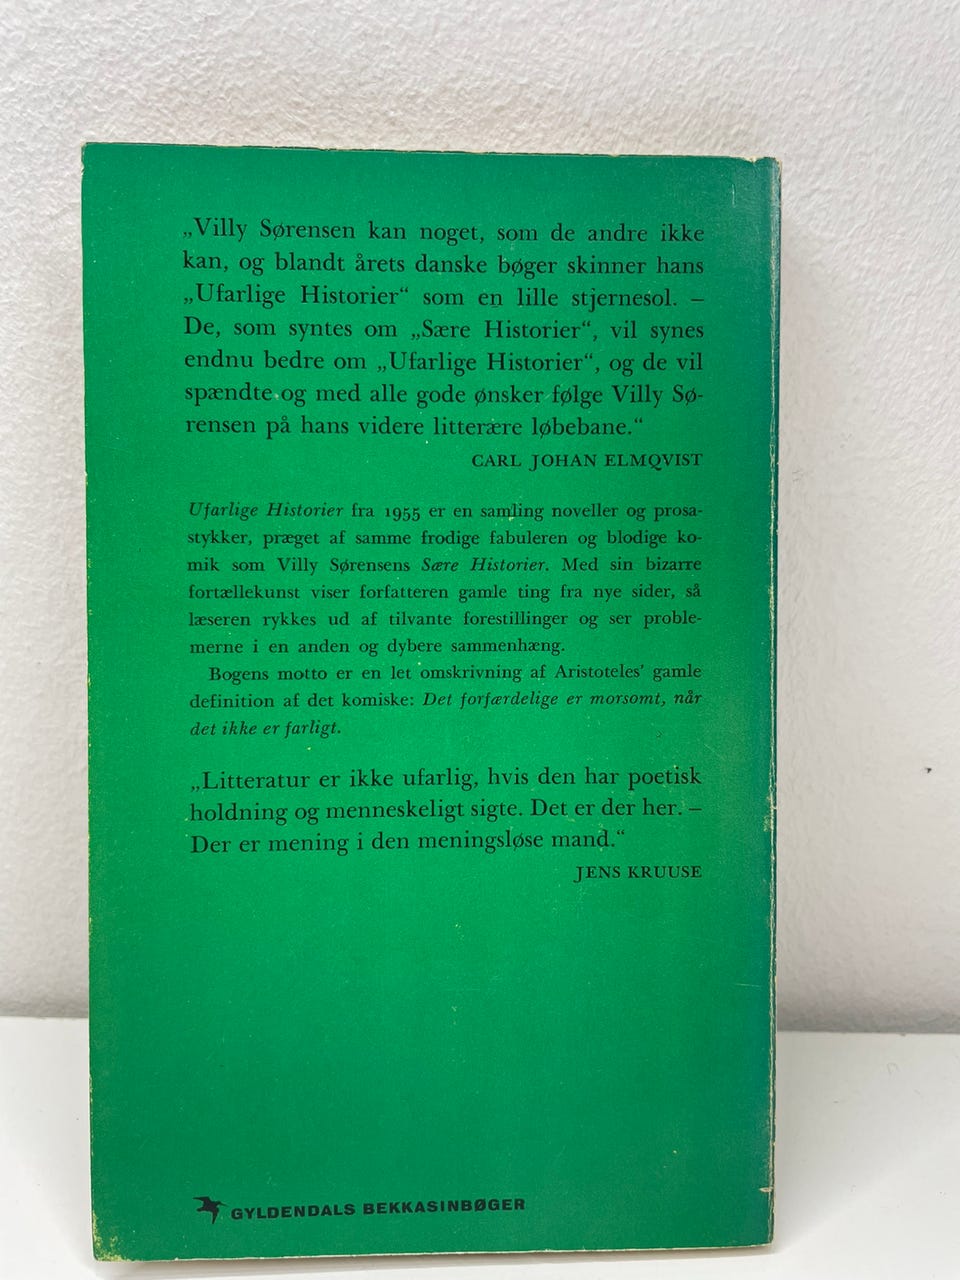 „Villy Sørensen kan noget, som de andre ikke
kan, og blandt årets danske bøger skinner hans
„Ufarlige Historier“ som en lille stjernesol. –
De, som syntes om „Sære Historier“, vil synes
endnu bedre om „Ufarlige Historier“, og de vil
spændte og med alle gode ønsker følge Villy Sø-
rensen på hans videre litterære løbebane.“
CARL JOHAN ELMQVIST
Ufarlige Historier fra 1955 er en samling noveller og prosa-
stykker, præget af samme frodige fabuleren og blodige ko-
mik som Villy Sørensens Sære Historier. Med sin bizarre
fortællekunst viser forfatteren gamle ting fra nye sider, så
læseren rykkes ud af tilvante forestillinger og ser proble-
merne i en anden og dybere sammenhæng.
Bogens motto er en let omskrivning af Aristoteles’ gamle
definition af det komiske: Det forfærdelige er morsomt, når
det ikke er farligt.
„Litteratur er ikke ufarlig, hvis den har poetisk
holdning og menneskeligt sigte. Det er der her. –
Der er mening i den meningsløse mand.“
JENS KRUUSE
GYLDENDALS BEKKASINBØGER